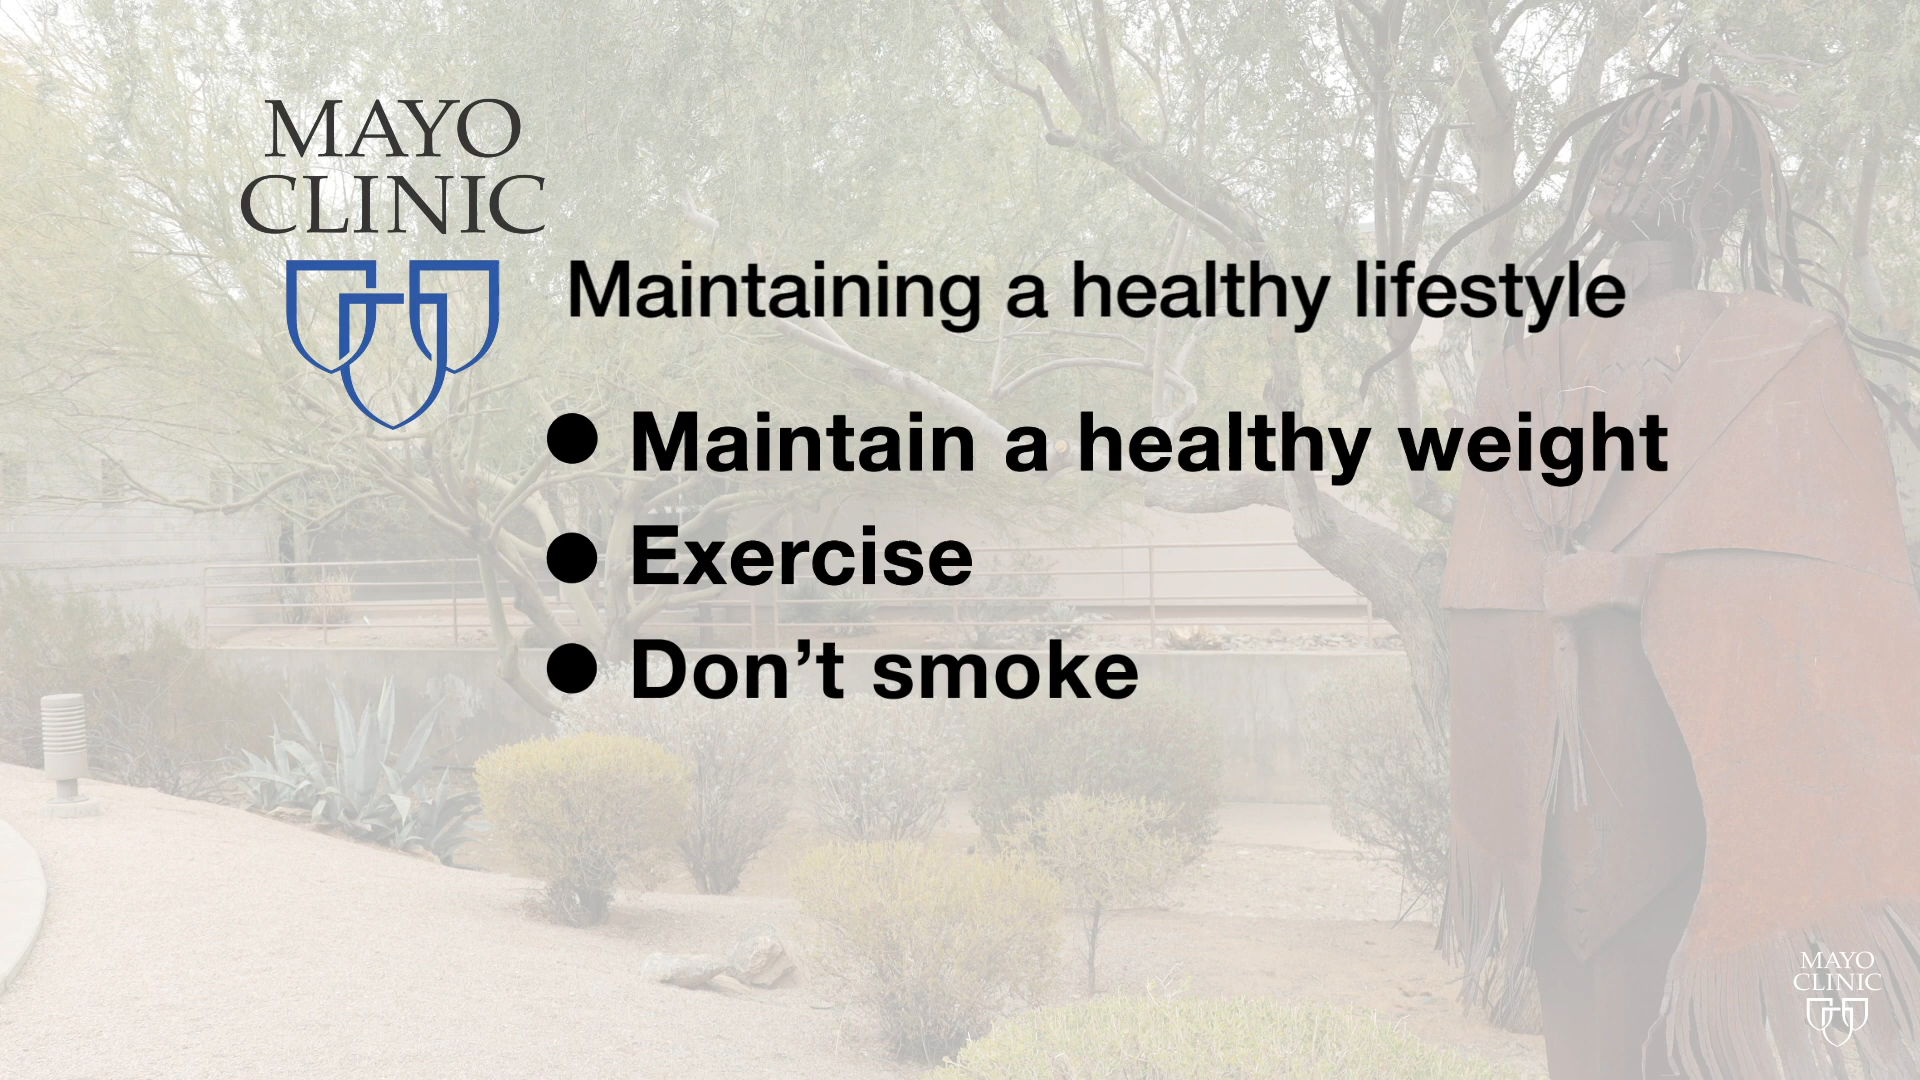 MAYO
CLINIC
Maintaining a healthy lifestyle
● Maintain a healthy weight
● Exercise
● Don’t smoke
MAYO
CLINIC